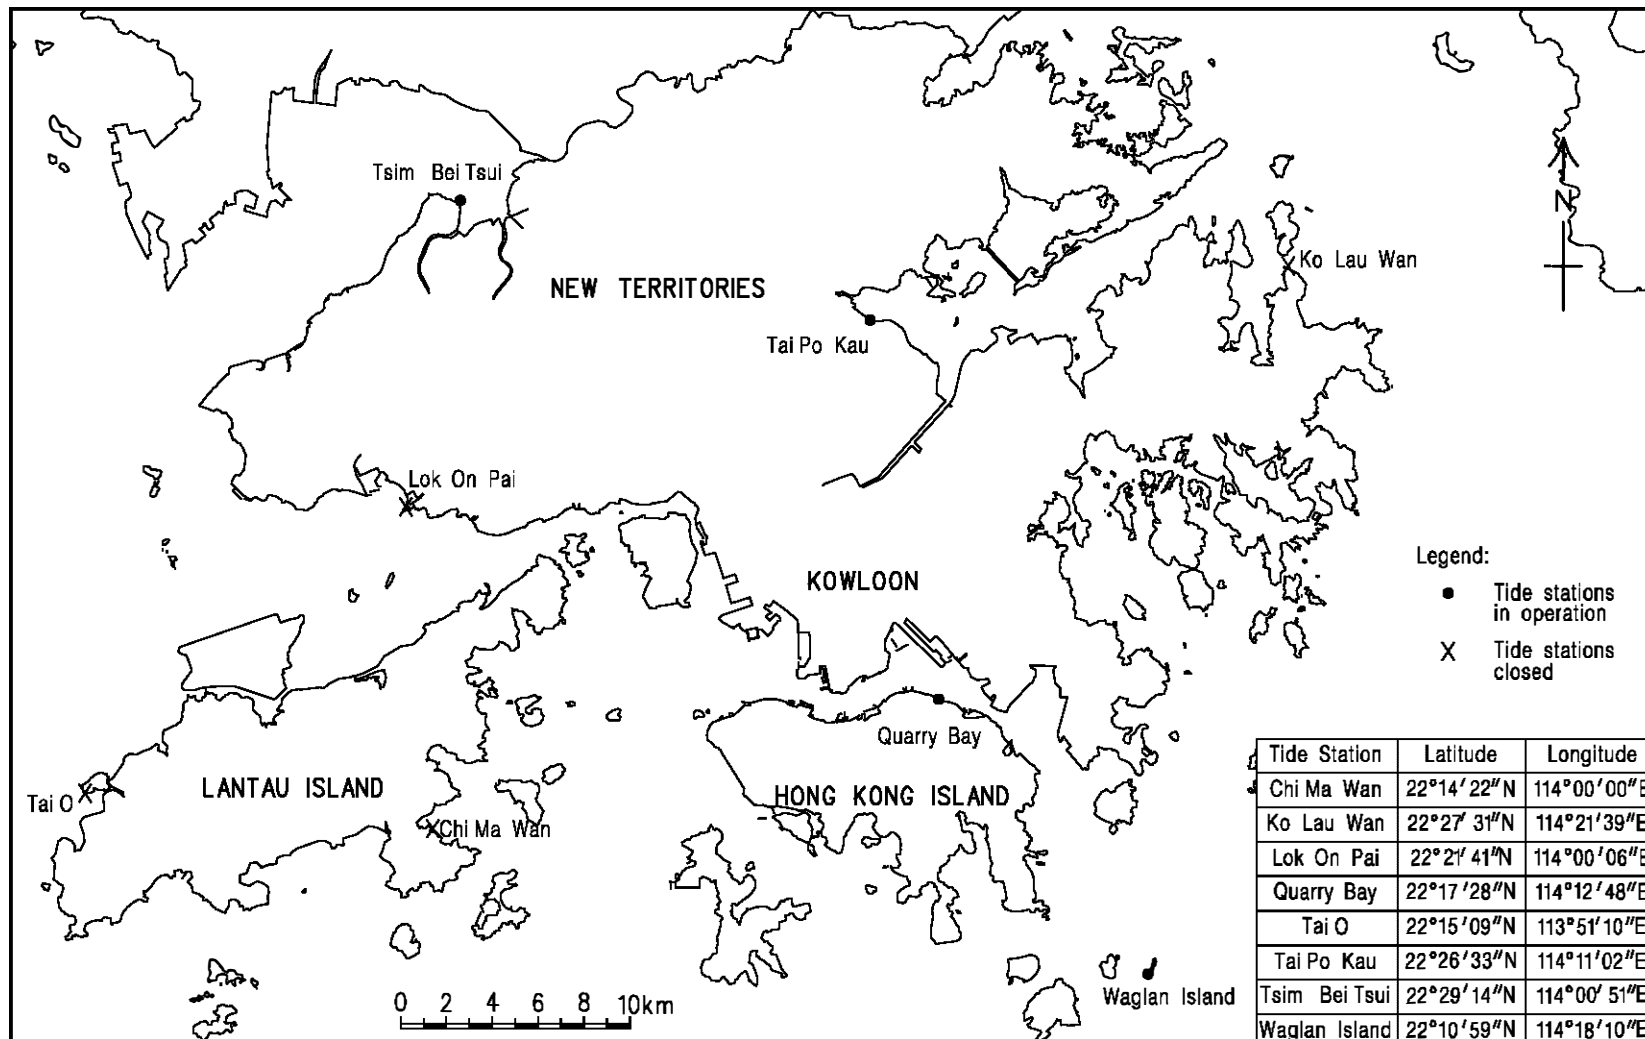 Tsim Bei Tsui
N
Ko Lau Wan
NEW TERRITORIES
Tai Po Kau
Lok On Pai
KOWLOON
Legend:
Tide stations
in operation
X Tide stations
closed
Quarry Bay
LANTAU ISLAND
HONG KONG ISLAND
Tai O
Chi Ma Wan
Waglan Island
0 2 4 6 8 10km
Tide Station Latitude Longitude
Chi Ma Wan 22°14'22"N 114°00'00"E
Ko Lau Wan 22°27'31"N 114°21'39"E
Lok On Pai 22°21'41"N 114°00'06"E
Quarry Bay 22°17'28"N 114°12'48"E
Tai O 22°15'09"N 113°51'10"E
Tai Po Kau 22°26'33"N 114°11'02"E
Tsim Bei Tsui 22°29'14"N 114°00'51"E
Waglan Island 22°10'59"N 114°18'10"E